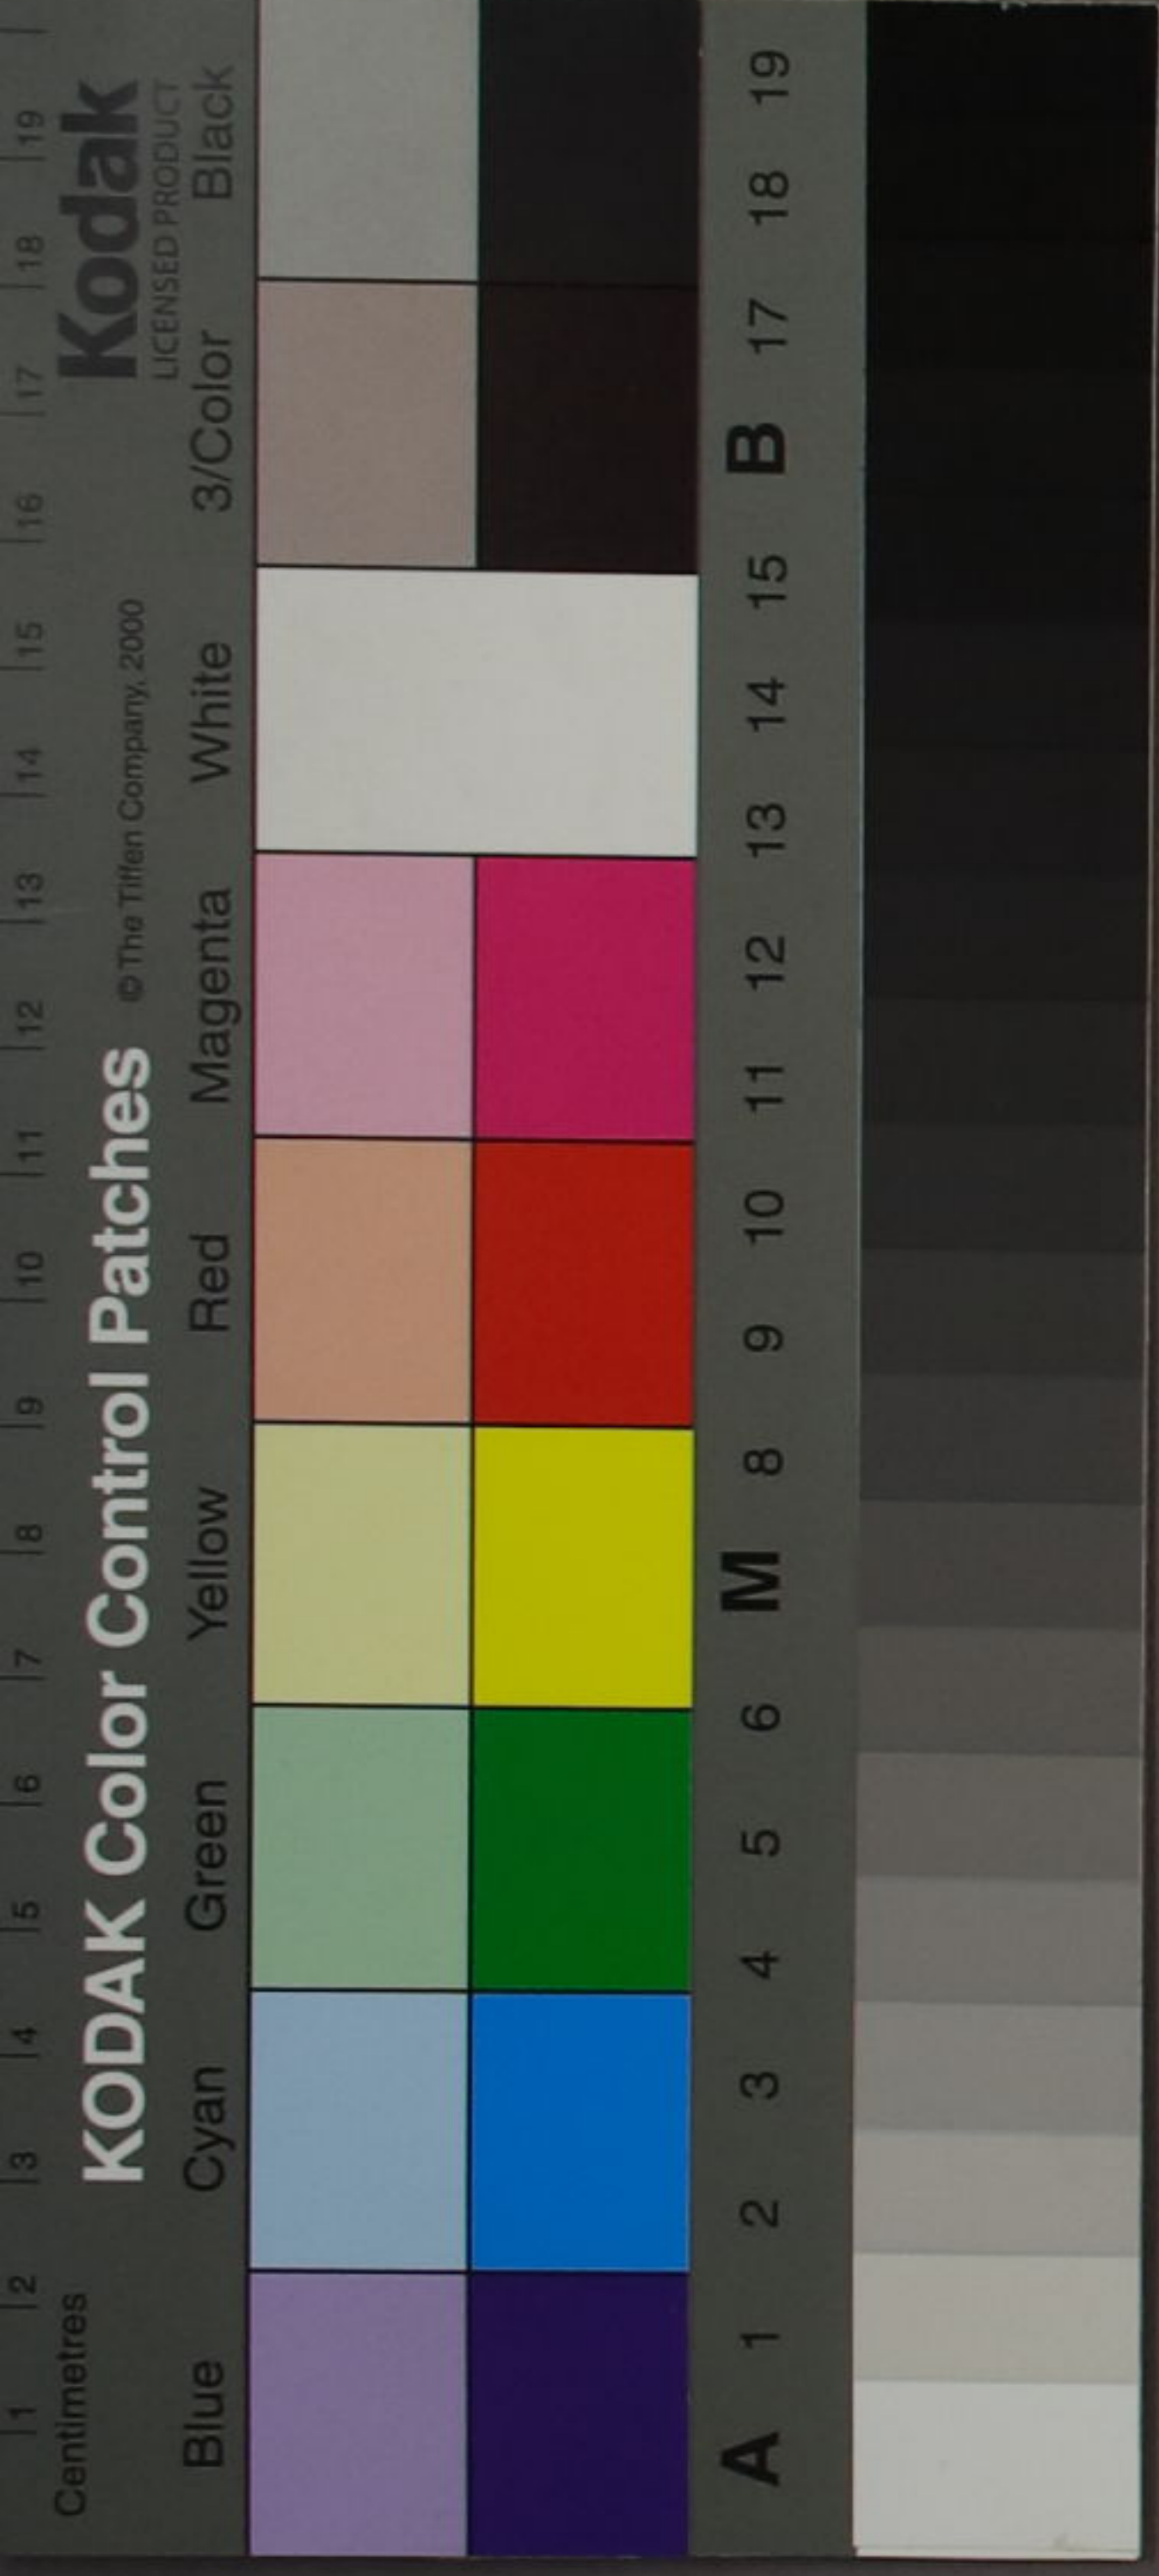 Centimetres
1 2 3 4 5 6 7 8 9 10 11 12 13 14 15 16 17 18 19
KODAK Color Control Patches © The Tiffen Company, 2000 Kodak
LICENSED PRODUCT
Blue Cyan Green Yellow Red Magenta White 3/Color Black
A 1 2 3 4 5 6 M 8 9 10 11 12 13 14 15 B 17 18 19